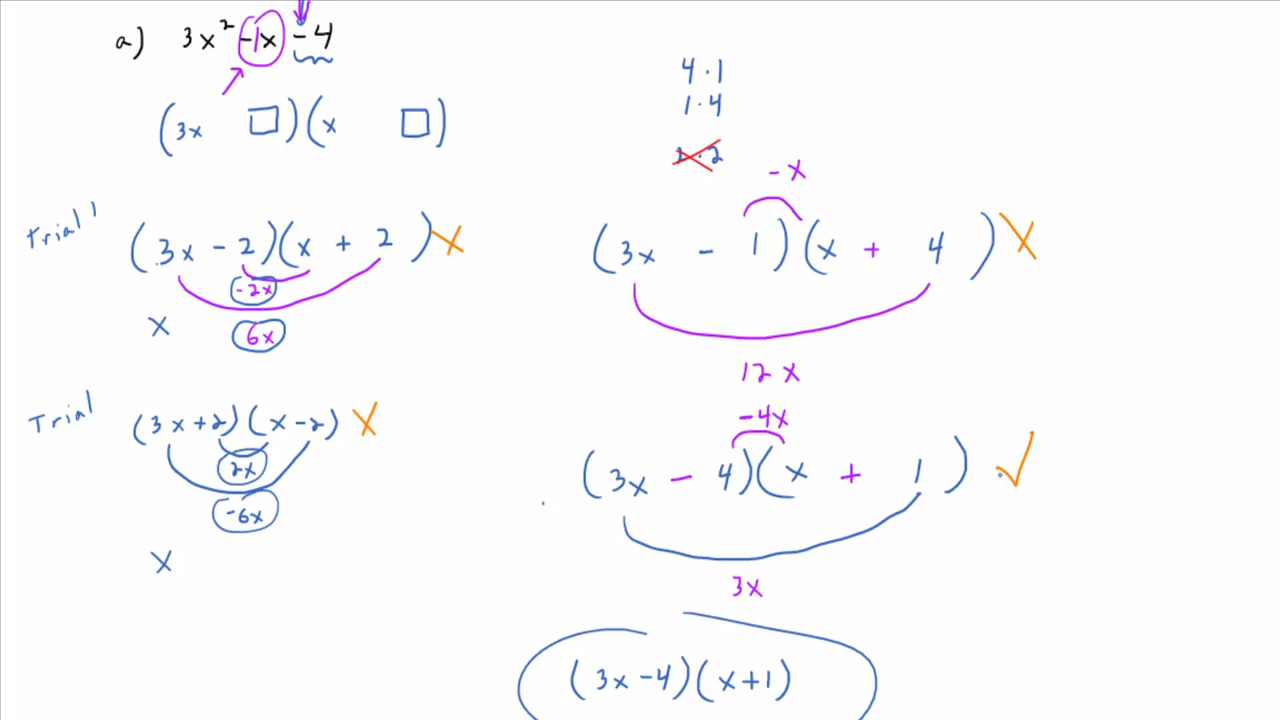 a) 3x² -1x -4
(3x □)(x □)
4·1
1·4
2·2
Trial 1 (3x - 2)(x + 2) X
-2x
6x
X
-x
(3x - 1)(x + 4) X
12x
Trial (3x+2)(x-2) X
2x
-6x
X
-4x
(3x - 4)(x + 1) ✓
3x
(3x-4)(x+1)